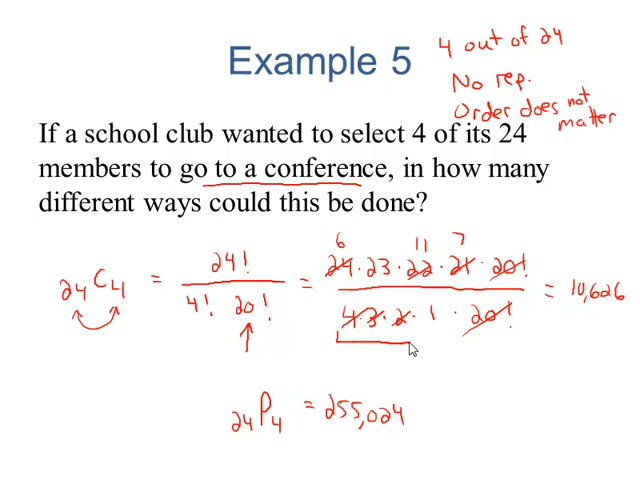 Example 5
4 out of 24
No rep.
Order does not
matter
If a school club wanted to select 4 of its 24
members to go to a conference, in how many
different ways could this be done?
6 11 7
24C4 = 24! / 4! 20! = 24·23·22·21·20! / 4·3·2·1·20! = 10,626
24P4 = 255,024